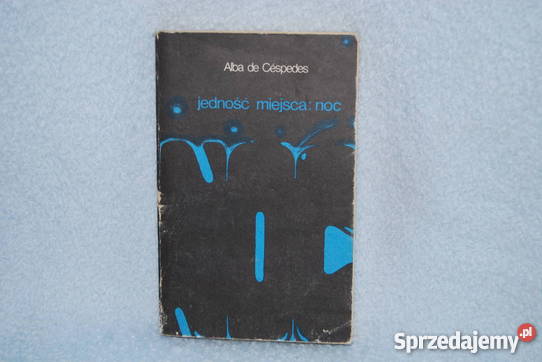 Alba de Céspedes
jedność miejsca: noc
Sprzedajemy.pl